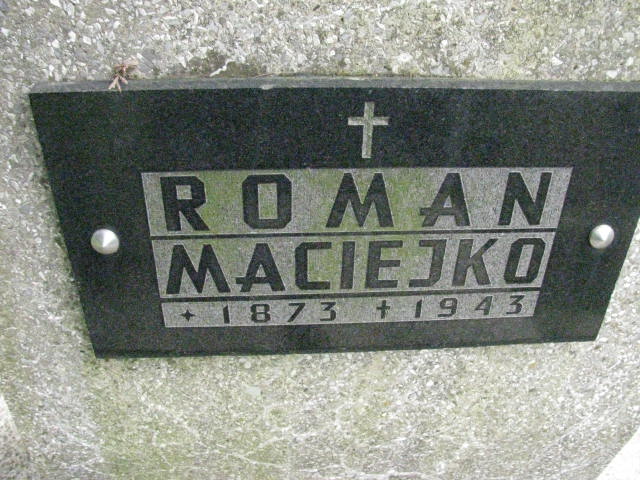 ROMAN
MACIEJKO
✦ 1873 ✝ 1943